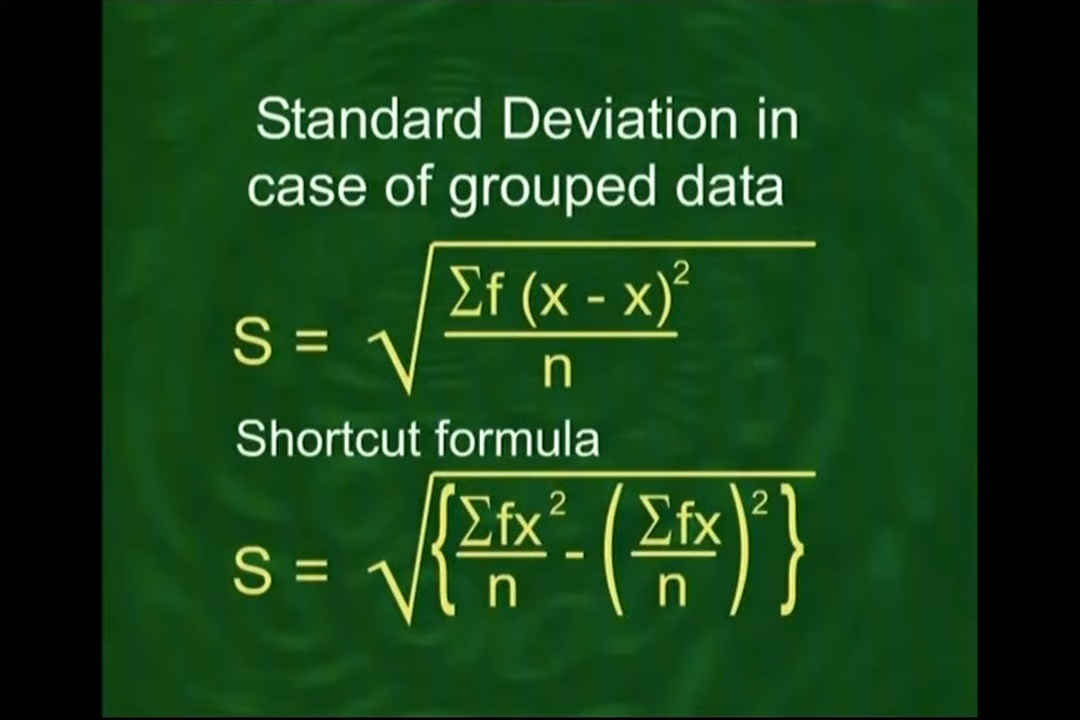 Standard Deviation in
case of grouped data
S = √(Σf (x - x)² / n)
Shortcut formula
S = √{Σfx² / n - (Σfx / n)²}